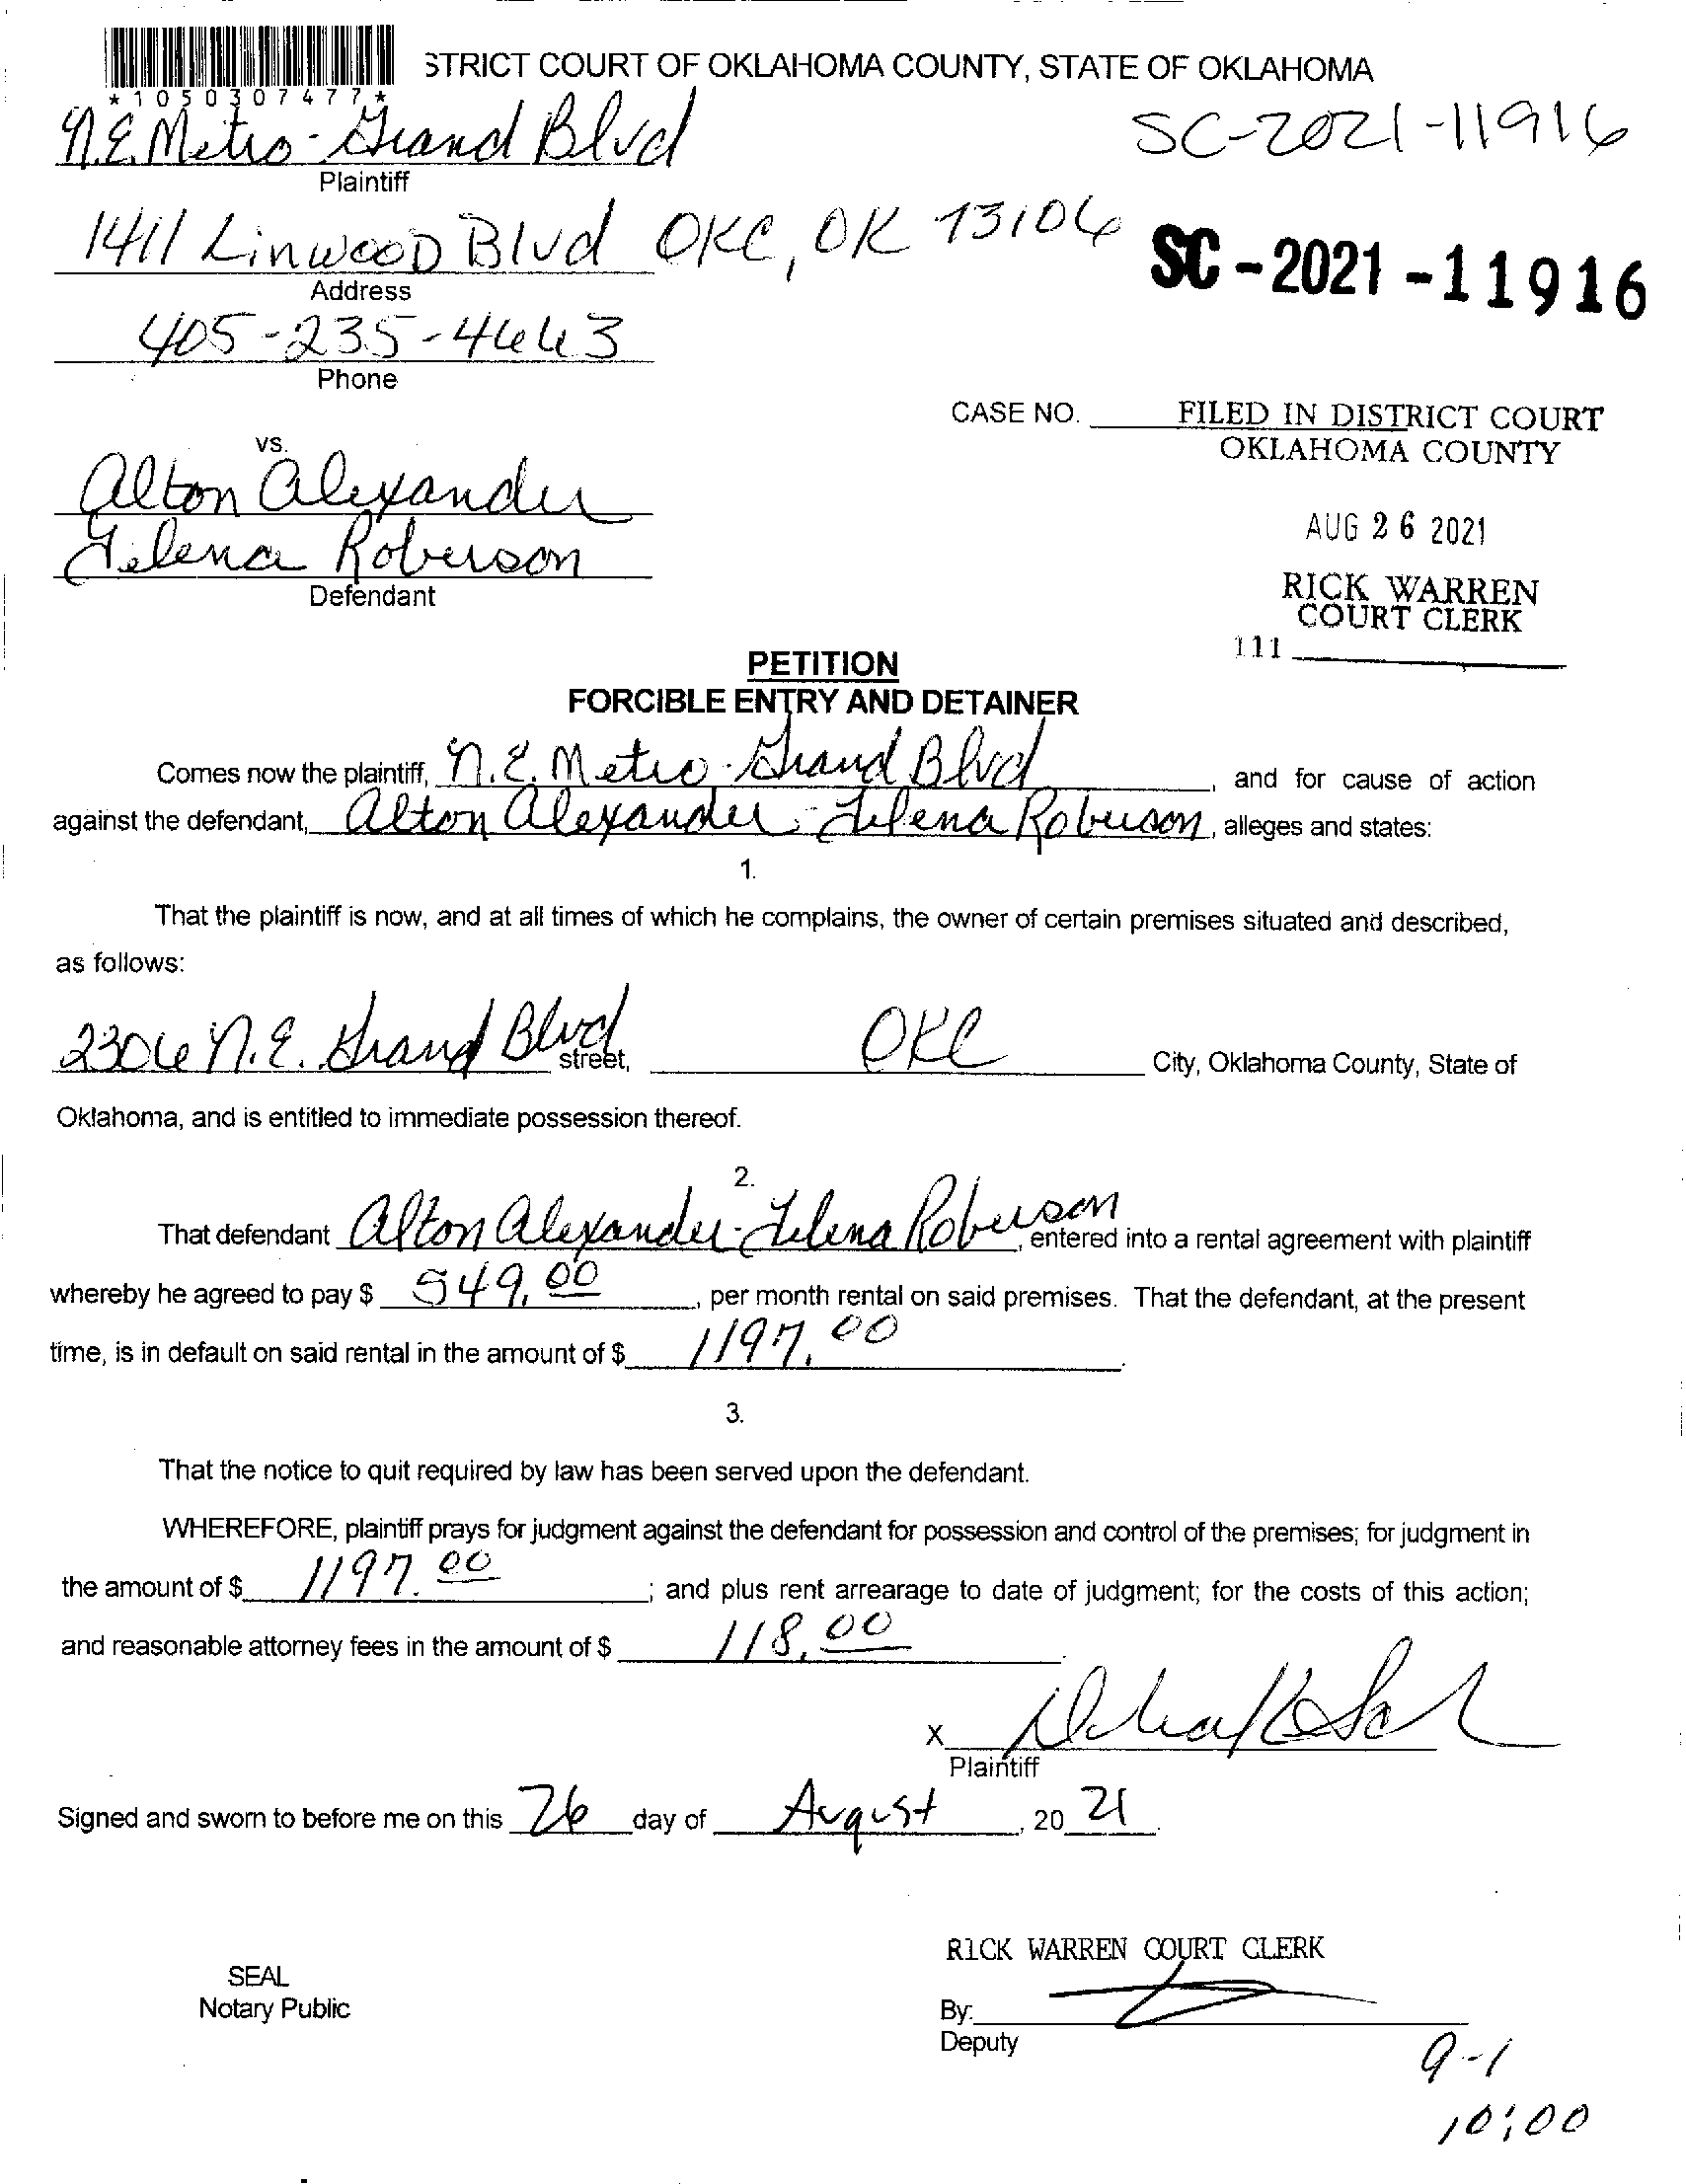 STRICT COURT OF OKLAHOMA COUNTY, STATE OF OKLAHOMA
*1050307477*
N.E. Metro-Grand Blvd
SC-2021-11916
Plaintiff
1411 Linwood Blvd OKC, OK 73106
SC-2021-11916
Address
405-235-4663
Phone
CASE NO. FILED IN DISTRICT COURT
OKLAHOMA COUNTY
vs.
Alton Alexander
AUG 26 2021
Telena Roberson
Defendant
RICK WARREN
COURT CLERK
111
PETITION
FORCIBLE ENTRY AND DETAINER
Comes now the plaintiff, N.E. Metro-Grand Blvd, and for cause of action
against the defendant, Alton Alexander - Telena Roberson, alleges and states:
1.
That the plaintiff is now, and at all times of which he complains, the owner of certain premises situated and described,
as follows:
2306 N.E. Grand Blvd street, OKC City, Oklahoma County, State of
Oklahoma, and is entitled to immediate possession thereof.
2.
That defendant Alton Alexander - Telena Roberson, entered into a rental agreement with plaintiff
whereby he agreed to pay $ 549.00, per month rental on said premises. That the defendant, at the present
time, is in default on said rental in the amount of $ 1197.00.
3.
That the notice to quit required by law has been served upon the defendant.
WHEREFORE, plaintiff prays for judgment against the defendant for possession and control of the premises; for judgment in
the amount of $ 1197.00; and plus rent arrearage to date of judgment; for the costs of this action;
and reasonable attorney fees in the amount of $ 118.00.
X
Plaintiff
Signed and sworn to before me on this 26 day of August, 20 21.
RICK WARREN COURT CLERK
SEAL
Notary Public
By:
Deputy
9-1
10:00